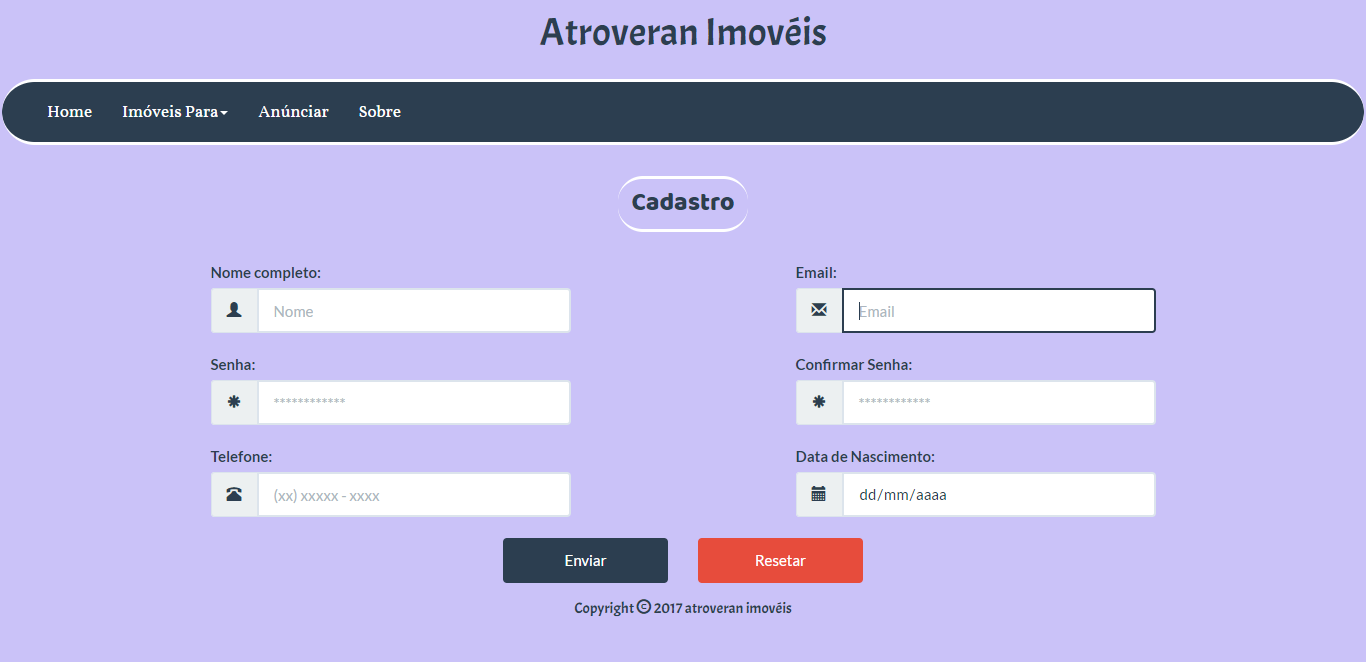 Atroveran Imovéis
Home Imóveis Para Anúnciar Sobre
Cadastro
Nome completo: Email:
Nome Email
Senha: Confirmar Senha:
************ ************
Telefone: Data de Nascimento:
(xx) xxxxx - xxxx dd/mm/aaaa
Enviar Resetar
Copyright © 2017 atroveran imovéis